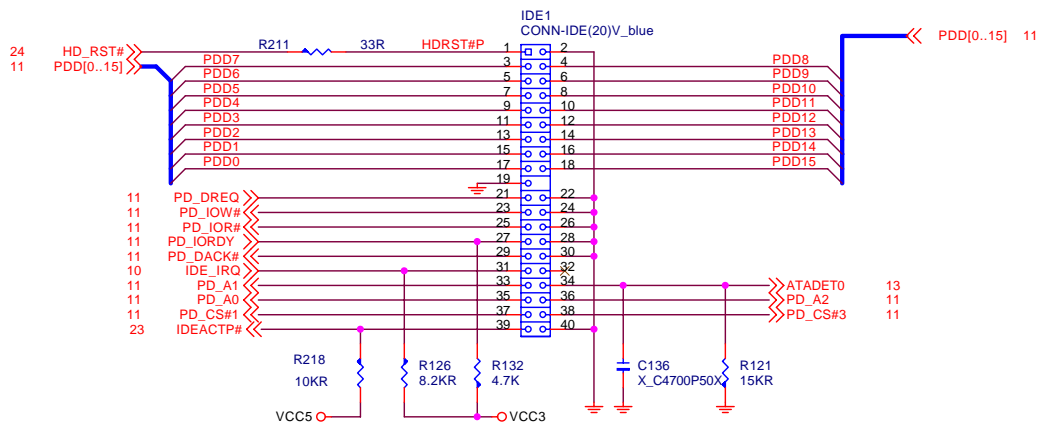 IDE1
CONN-IDE(20)V_blue
24 HD_RST# R211 33R HDRST#P 1 2
11 PDD[0..15] PDD[0..15] 11
PDD7 3 4 PDD8
PDD6 5 6 PDD9
PDD5 7 8 PDD10
PDD4 9 10 PDD11
PDD3 11 12 PDD12
PDD2 13 14 PDD13
PDD1 15 16 PDD14
PDD0 17 18 PDD15
19
11 PD_DREQ 21 22
11 PD_IOW# 23 24
11 PD_IOR# 25 26
11 PD_IORDY 27 28
11 PD_DACK# 29 30
10 IDE_IRQ 31 32
11 PD_A1 33 34 ATADET0 13
11 PD_A0 35 36 PD_A2 11
11 PD_CS#1 37 38 PD_CS#3 11
23 IDEACTP# 39 40
R218 R126 R132 C136 R121
10KR 8.2KR 4.7K X_C4700P50X 15KR
VCC5 VCC3